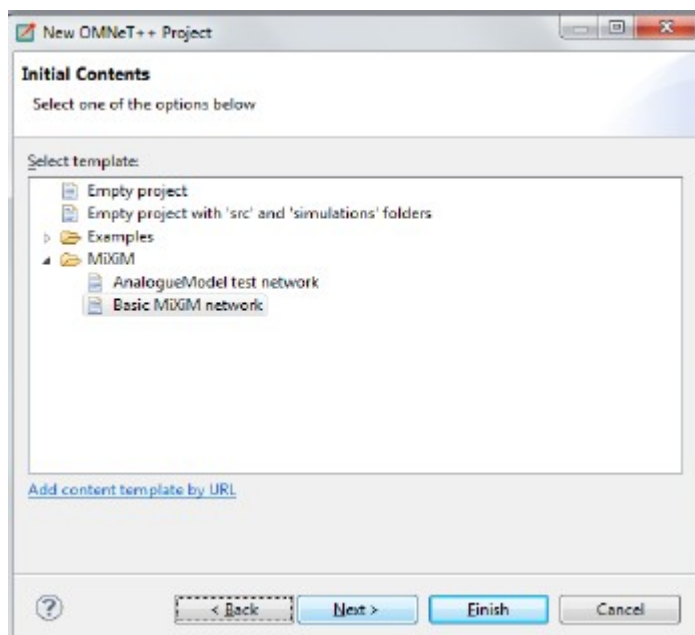 New OMNeT++ Project
Initial Contents
Select one of the options below
Select template:
Empty project
Empty project with 'src' and 'simulations' folders
Examples
MiXiM
AnalogueModel test network
Basic MiXiM network
Add content template by URL
< Back Next > Finish Cancel